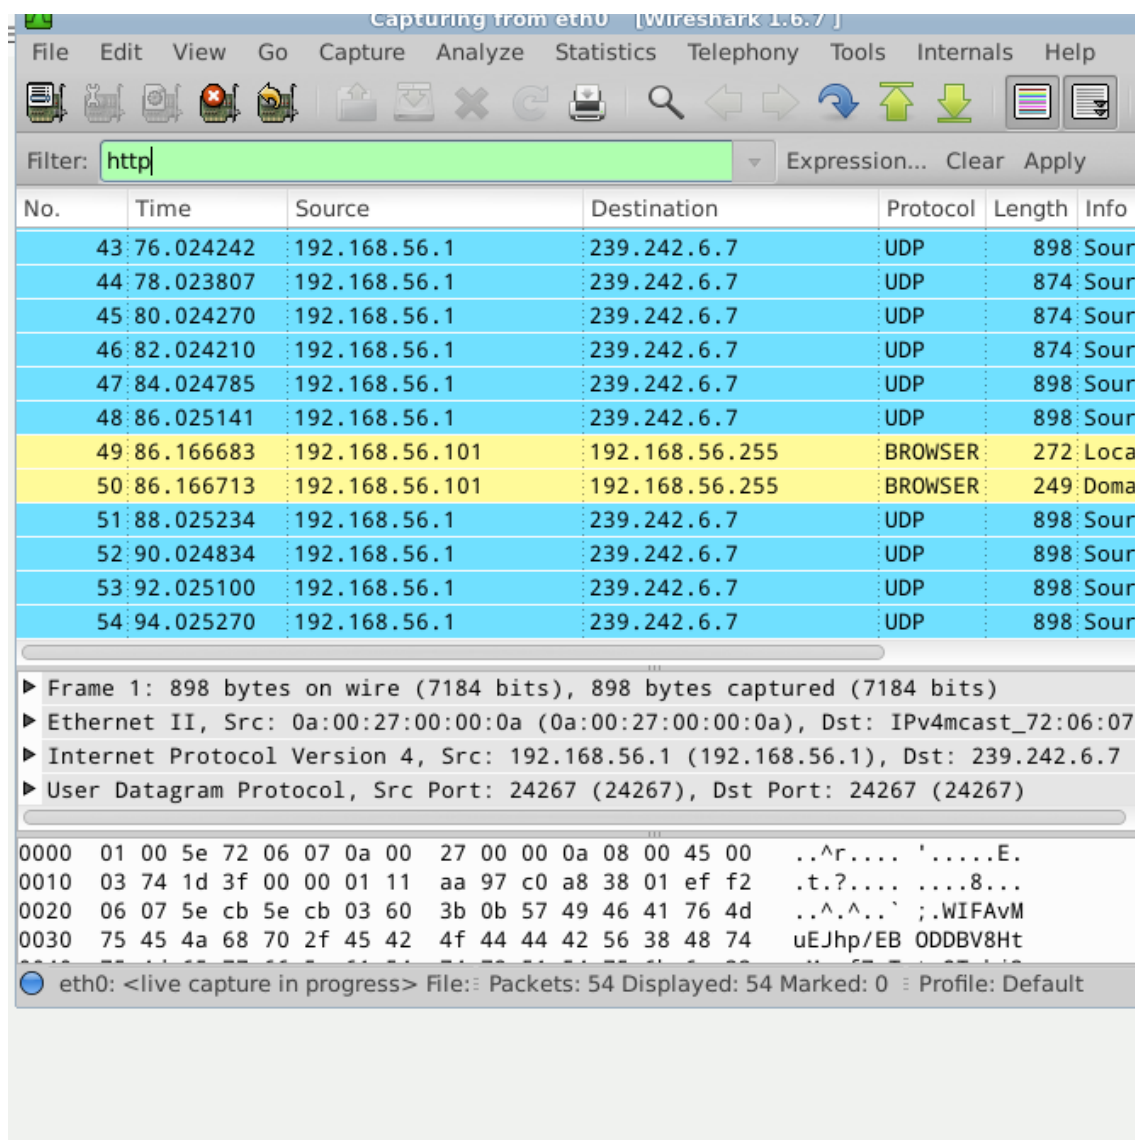 Capturing from eth0 [Wireshark 1.6.7 ]
File Edit View Go Capture Analyze Statistics Telephony Tools Internals Help
Filter: http Expression... Clear Apply
No. Time Source Destination Protocol Length Info
43 76.024242 192.168.56.1 239.242.6.7 UDP 898 Sour
44 78.023807 192.168.56.1 239.242.6.7 UDP 874 Sour
45 80.024270 192.168.56.1 239.242.6.7 UDP 874 Sour
46 82.024210 192.168.56.1 239.242.6.7 UDP 874 Sour
47 84.024785 192.168.56.1 239.242.6.7 UDP 898 Sour
48 86.025141 192.168.56.1 239.242.6.7 UDP 898 Sour
49 86.166683 192.168.56.101 192.168.56.255 BROWSER 272 Loca
50 86.166713 192.168.56.101 192.168.56.255 BROWSER 249 Doma
51 88.025234 192.168.56.1 239.242.6.7 UDP 898 Sour
52 90.024834 192.168.56.1 239.242.6.7 UDP 898 Sour
53 92.025100 192.168.56.1 239.242.6.7 UDP 898 Sour
54 94.025270 192.168.56.1 239.242.6.7 UDP 898 Sour
Frame 1: 898 bytes on wire (7184 bits), 898 bytes captured (7184 bits)
Ethernet II, Src: 0a:00:27:00:00:0a (0a:00:27:00:00:0a), Dst: IPv4mcast_72:06:07
Internet Protocol Version 4, Src: 192.168.56.1 (192.168.56.1), Dst: 239.242.6.7
User Datagram Protocol, Src Port: 24267 (24267), Dst Port: 24267 (24267)
0000 01 00 5e 72 06 07 0a 00 27 00 00 0a 08 00 45 00 ..^r.... '.....E.
0010 03 74 1d 3f 00 00 01 11 aa 97 c0 a8 38 01 ef f2 .t.?.... ....8...
0020 06 07 5e cb 5e cb 03 60 3b 0b 57 49 46 41 76 4d ..^.^..` ;.WIFAvM
0030 75 45 4a 68 70 2f 45 42 4f 44 44 42 56 38 48 74 uEJhp/EB ODDBV8Ht
eth0: <live capture in progress> File: Packets: 54 Displayed: 54 Marked: 0 Profile: Default